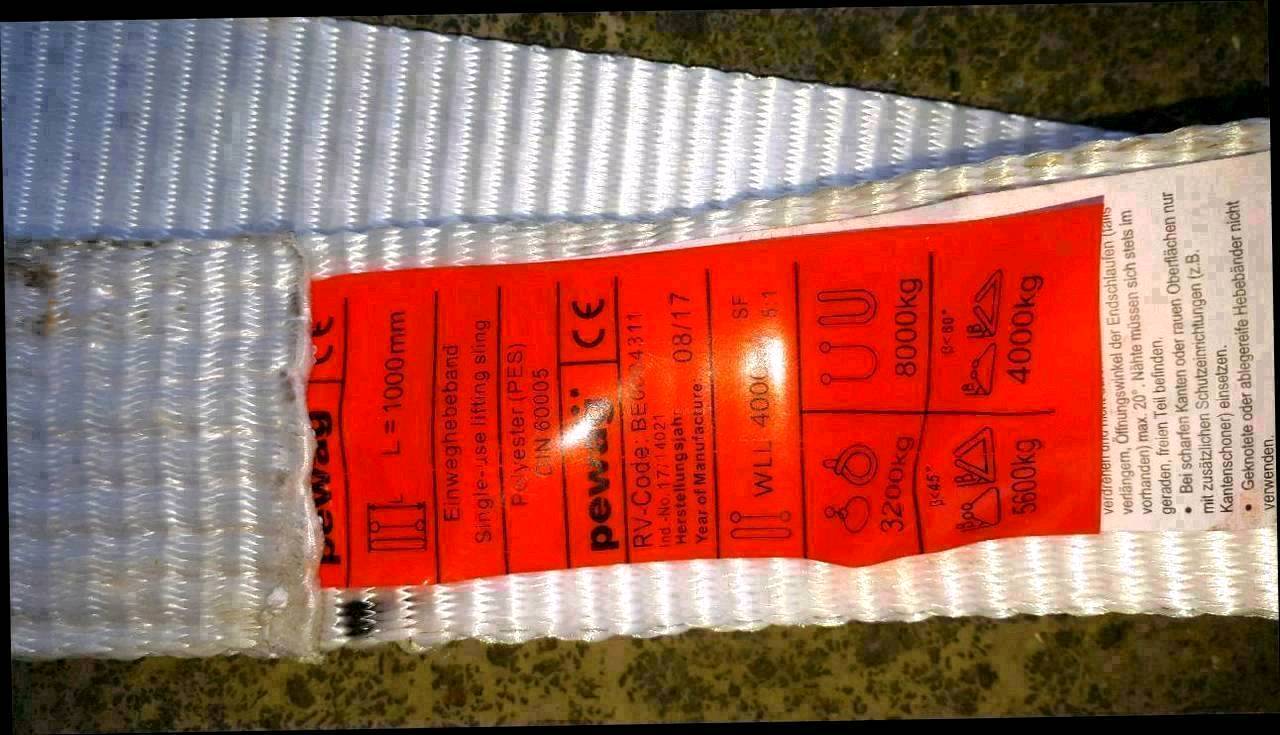 pewag CE
L = 1000mm
L
Einweghebeband
Single-use lifting sling
Polyester (PES)
DIN 60005
pewag CE
RV-Code:
Ind.-No. 17/14021
Herstellungsjahr
Year of Manufacture 08/17
WLL 4000 SF 5:1
3200kg 8000kg
β<45° β<60°
5600kg 4000kg
verlängern, Öffnungswinkel der Endschlaufen (falls
vorhanden) max. 20°. Nähte müssen sich stets im
geraden, freien Teil befinden.
• Bei scharfen Kanten oder rauen Oberflächen nur
mit zusätzlichen Schutzeinrichtungen (z.B.
Kantenschoner) einsetzen.
• Geknotete oder ablegereife Hebebänder nicht
verwenden.